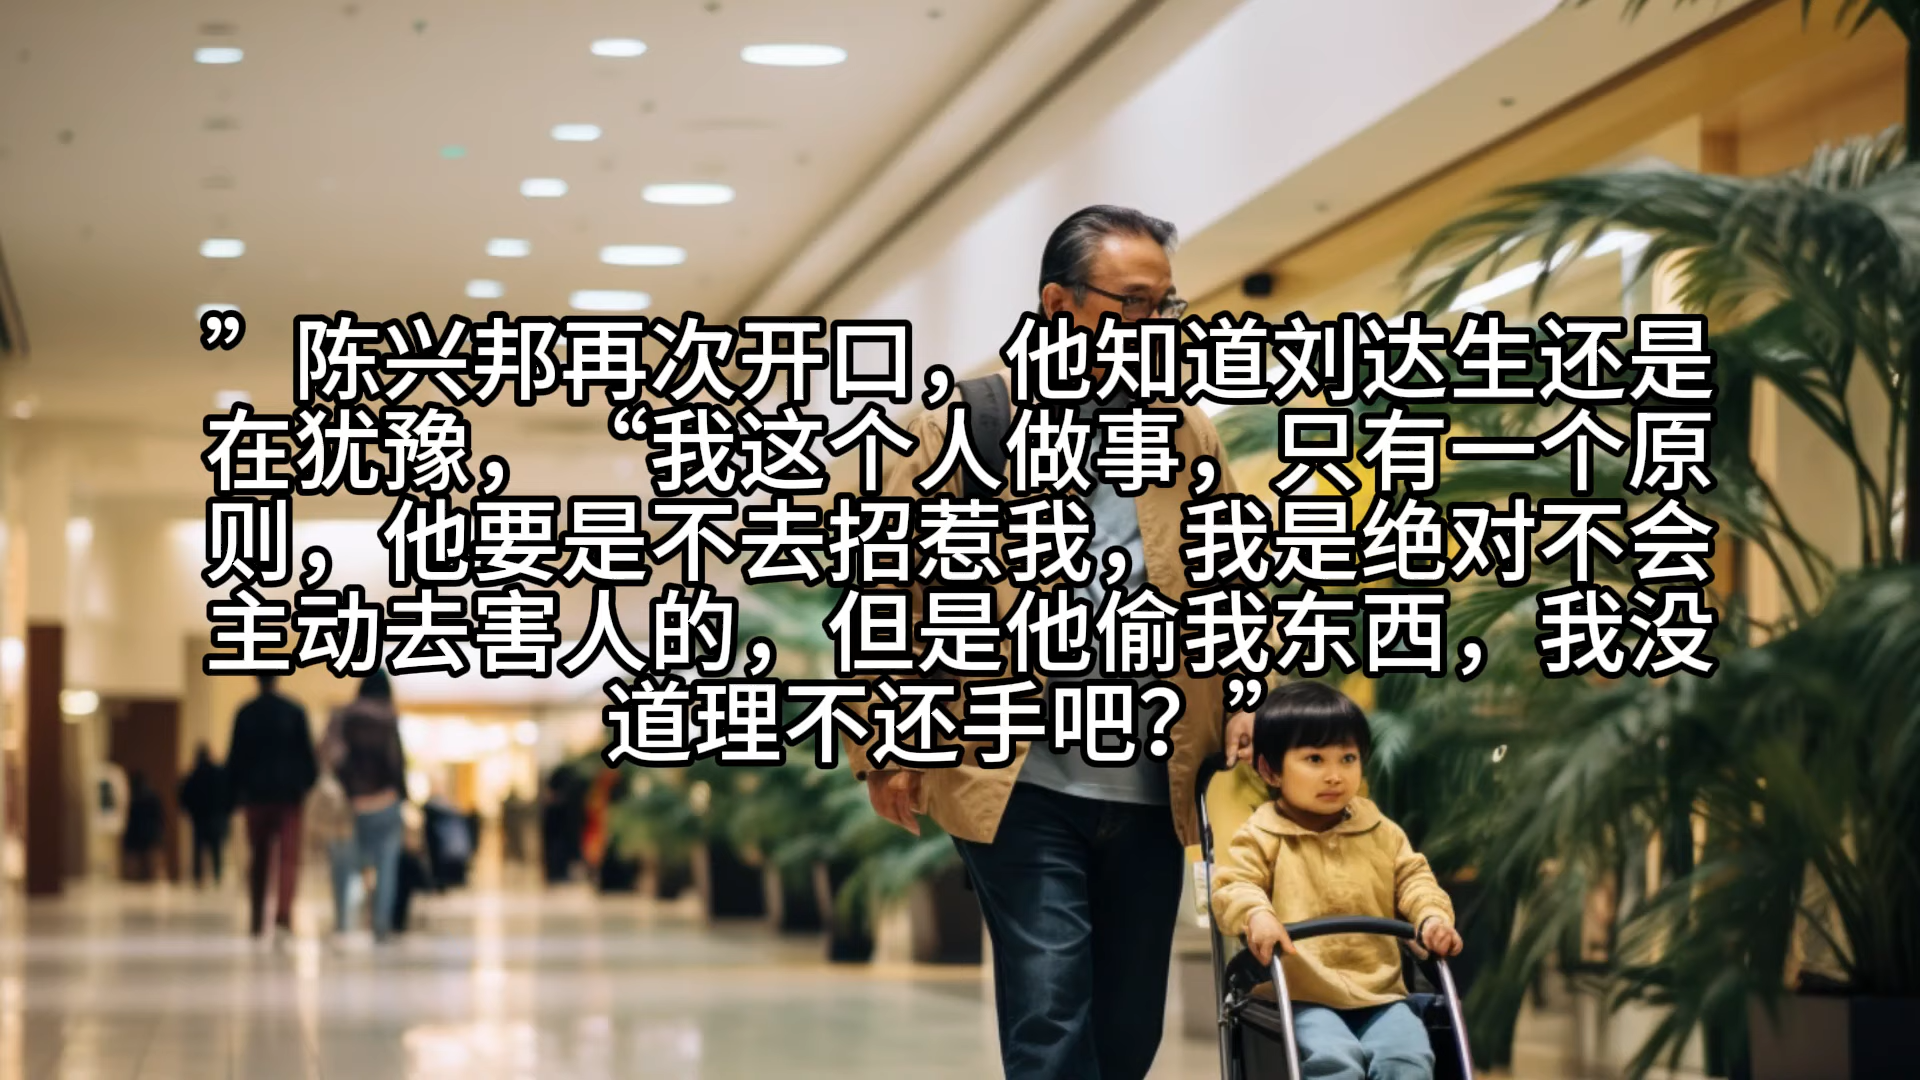 ”陈兴邦再次开口，他知道刘达生还是
在犹豫，“我这个人做事，只有一个原
则，他要是不去招惹我，我是绝对不会
主动去害人的，但是他偷我东西，我没
道理不还手吧？”